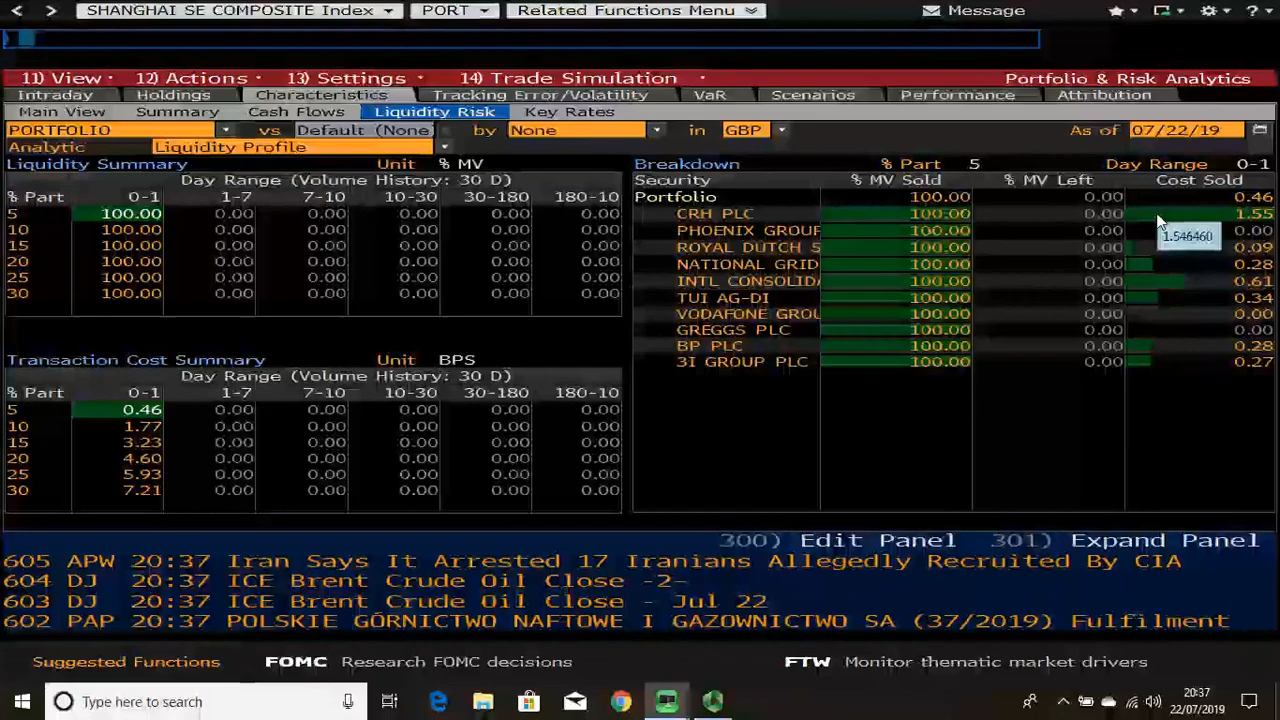 SHANGHAI SE COMPOSITE Index PORT Related Functions Menu Message
11) View 12) Actions 13) Settings 14) Trade Simulation Portfolio & Risk Analytics
Intraday Holdings Characteristics Tracking Error/Volatility VaR Scenarios Performance Attribution
Main View Summary Cash Flows Liquidity Risk Key Rates
PORTFOLIO vs Default (None) by None in GBP As of 07/22/19
Analytic Liquidity Profile
Liquidity Summary Unit % MV
Day Range (Volume History: 30 D)
% Part 0-1 1-7 7-10 10-30 30-180 180-10
5 100.00 0.00 0.00 0.00 0.00 0.00
10 100.00 0.00 0.00 0.00 0.00 0.00
15 100.00 0.00 0.00 0.00 0.00 0.00
20 100.00 0.00 0.00 0.00 0.00 0.00
25 100.00 0.00 0.00 0.00 0.00 0.00
30 100.00 0.00 0.00 0.00 0.00 0.00
Transaction Cost Summary Unit BPS
Day Range (Volume History: 30 D)
% Part 0-1 1-7 7-10 10-30 30-180 180-10
5 0.46 0.00 0.00 0.00 0.00 0.00
10 1.77 0.00 0.00 0.00 0.00 0.00
15 3.23 0.00 0.00 0.00 0.00 0.00
20 4.60 0.00 0.00 0.00 0.00 0.00
25 5.93 0.00 0.00 0.00 0.00 0.00
30 7.21 0.00 0.00 0.00 0.00 0.00
Breakdown % Part 5 Day Range 0-1
Security % MV Sold % MV Left Cost Sold
Portfolio 100.00 0.00 0.46
CRH PLC 100.00 0.00 1.55
PHOENIX GROUP 100.00 0.00 0.00
1.546460
ROYAL DUTCH S 100.00 0.00 0.09
NATIONAL GRID 100.00 0.00 0.28
INTL CONSOLIDA 100.00 0.00 0.61
TUI AG-DI 100.00 0.00 0.34
VODAFONE GROU 100.00 0.00 0.00
GREGGS PLC 100.00 0.00 0.00
BP PLC 100.00 0.00 0.28
3I GROUP PLC 100.00 0.00 0.27
300) Edit Panel 301) Expand Panel
605 APW 20:37 Iran Says It Arrested 17 Iranians Allegedly Recruited By CIA
604 DJ 20:37 ICE Brent Crude Oil Close -2-
603 DJ 20:37 ICE Brent Crude Oil Close - Jul 22
602 PAP 20:37 POLSKIE GÓRNICTWO NAFTOWE I GAZOWNICTWO SA (37/2019) Fulfilment
Suggested Functions FOMC Research FOMC decisions FTW Monitor thematic market drivers
Type here to search
20:37
22/07/2019